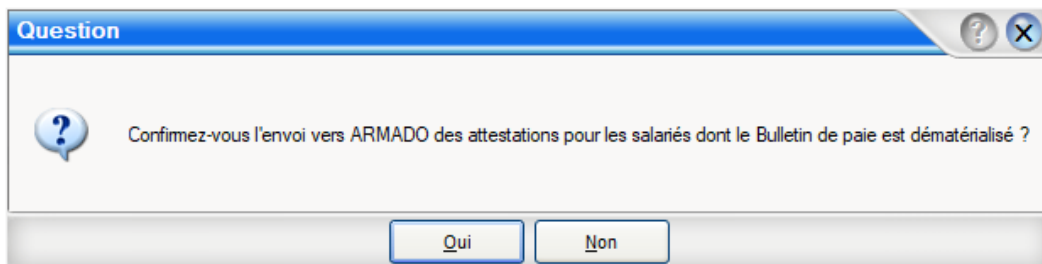 Question
Confirmez-vous l'envoi vers ARMADO des attestations pour les salariés dont le Bulletin de paie est dématérialisé ?
Oui
Non